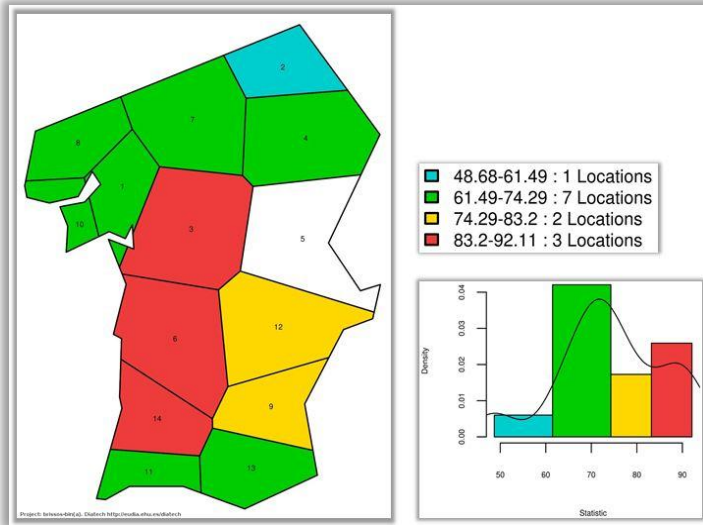 2
7
8
4
1
10
3
5
12
6
9
14
11
13
Project: brissos-bin(a). Diatech http://eudia.ehu.es/diatech
48.68-61.49 : 1 Locations
61.49-74.29 : 7 Locations
74.29-83.2 : 2 Locations
83.2-92.11 : 3 Locations
Density
0.04
0.03
0.02
0.01
0.00
50 60 70 80 90
Statistic